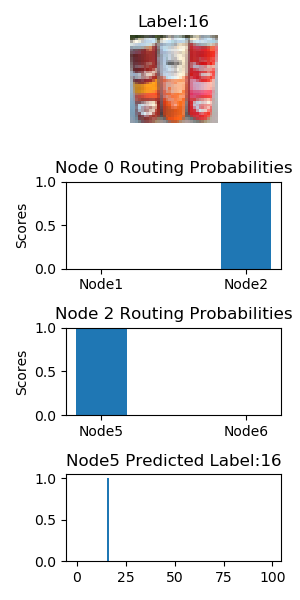 Label:16
Node 0 Routing Probabilities
1.0
0.5
0.0
Scores
Node1 Node2
Node 2 Routing Probabilities
1.0
0.5
0.0
Scores
Node5 Node6
Node5 Predicted Label:16
1.0
0.5
0.0
0 25 50 75 100